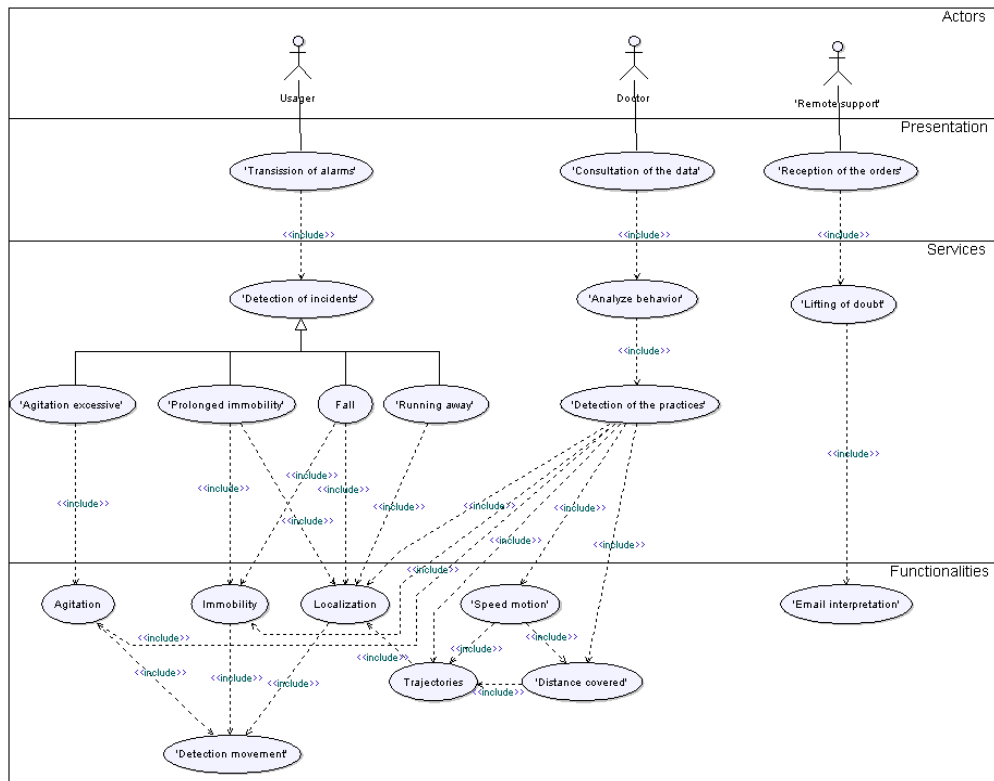 Actors
Usager
Doctor
'Remote support'
Presentation
'Transission of alarms'
'Consultation of the data'
'Reception of the orders'
<<include>>
<<include>>
<<include>>
Services
'Detection of incidents'
'Analyze behavior'
'Lifting of doubt'
<<include>>
'Agitation excessive'
'Prolonged immobility'
Fall
'Running away'
'Detection of the practices'
<<include>>
<<include>>
<<include>>
<<include>>
<<include>>
<<include>>
<<include>>
<<include>>
<<include>>
<<include>>
<<include>>
<<include>>
<<include>>
Functionalities
Agitation
Immobility
Localization
'Speed motion'
'Email interpretation'
<<include>>
<<include>>
<<include>>
<<include>>
<<include>>
<<include>>
<<include>>
<<include>>
Trajectories
'Distance covered'
<<include>>
'Detection movement'